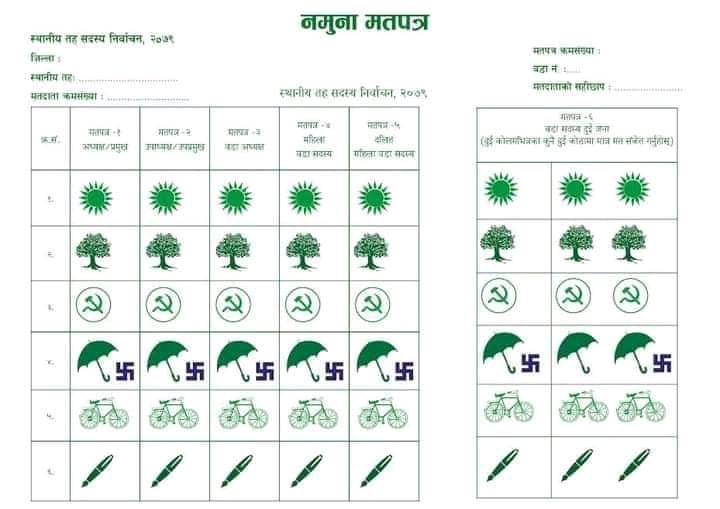 नमुना मतपत्र
स्थानीय तह सदस्य निर्वाचन, २०७९
जिल्ला :
स्थानीय तह: ..................................
मतदाता क्रमसंख्या : ............................
स्थानीय तह सदस्य निर्वाचन, २०७९
मतपत्र क्रमसंख्या :
वडा नं. :.....
मतदाताको सहीछाप : ........................
क्र.सं.
मतपत्र -१
अध्यक्ष/प्रमुख
मतपत्र -२
उपाध्यक्ष/उपप्रमुख
मतपत्र -३
वडा अध्यक्ष
मतपत्र -४
महिला
वडा सदस्य
मतपत्र -५
दलित
महिला वडा सदस्य
मतपत्र -६
वडा सदस्य दुई जना
(दुई कोलमभित्रका कुनै दुई कोठामा मात्र मत संकेत गर्नुहोस्)
१.
२.
३.
४.
५.
६.